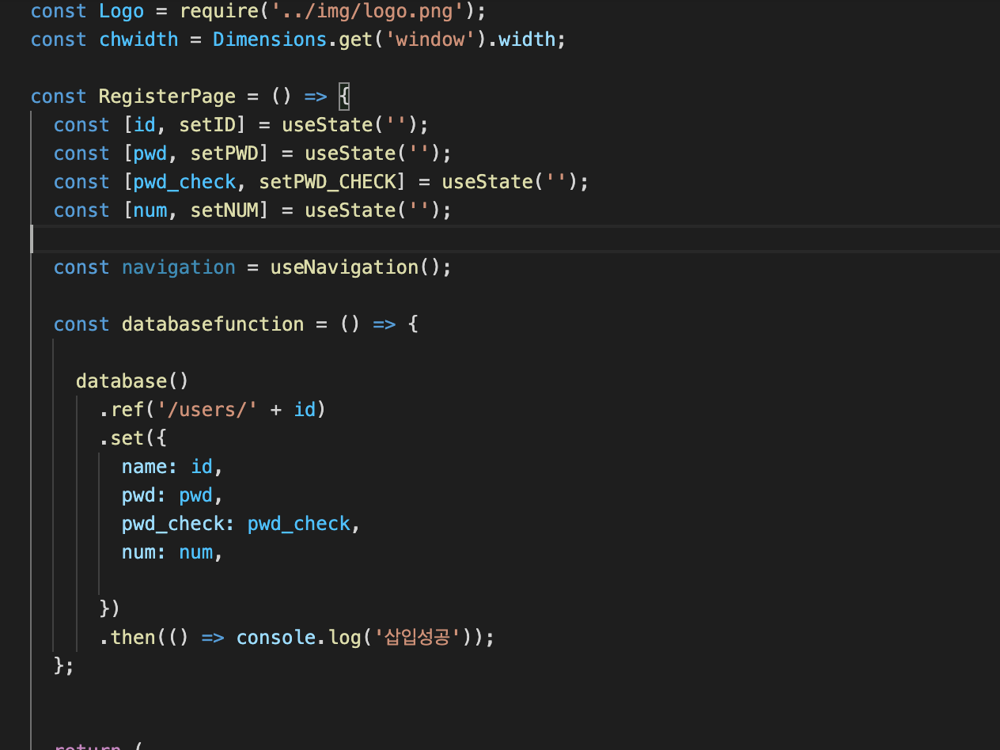 const Logo = require('../img/logo.png');
const chwidth = Dimensions.get('window').width;
const RegisterPage = () => {
const [id, setID] = useState('');
const [pwd, setPWD] = useState('');
const [pwd_check, setPWD_CHECK] = useState('');
const [num, setNUM] = useState('');
const navigation = useNavigation();
const databasefunction = () => {
database()
.ref('/users/' + id)
.set({
name: id,
pwd: pwd,
pwd_check: pwd_check,
num: num,
})
.then(() => console.log('삽입성공'));
};
return (